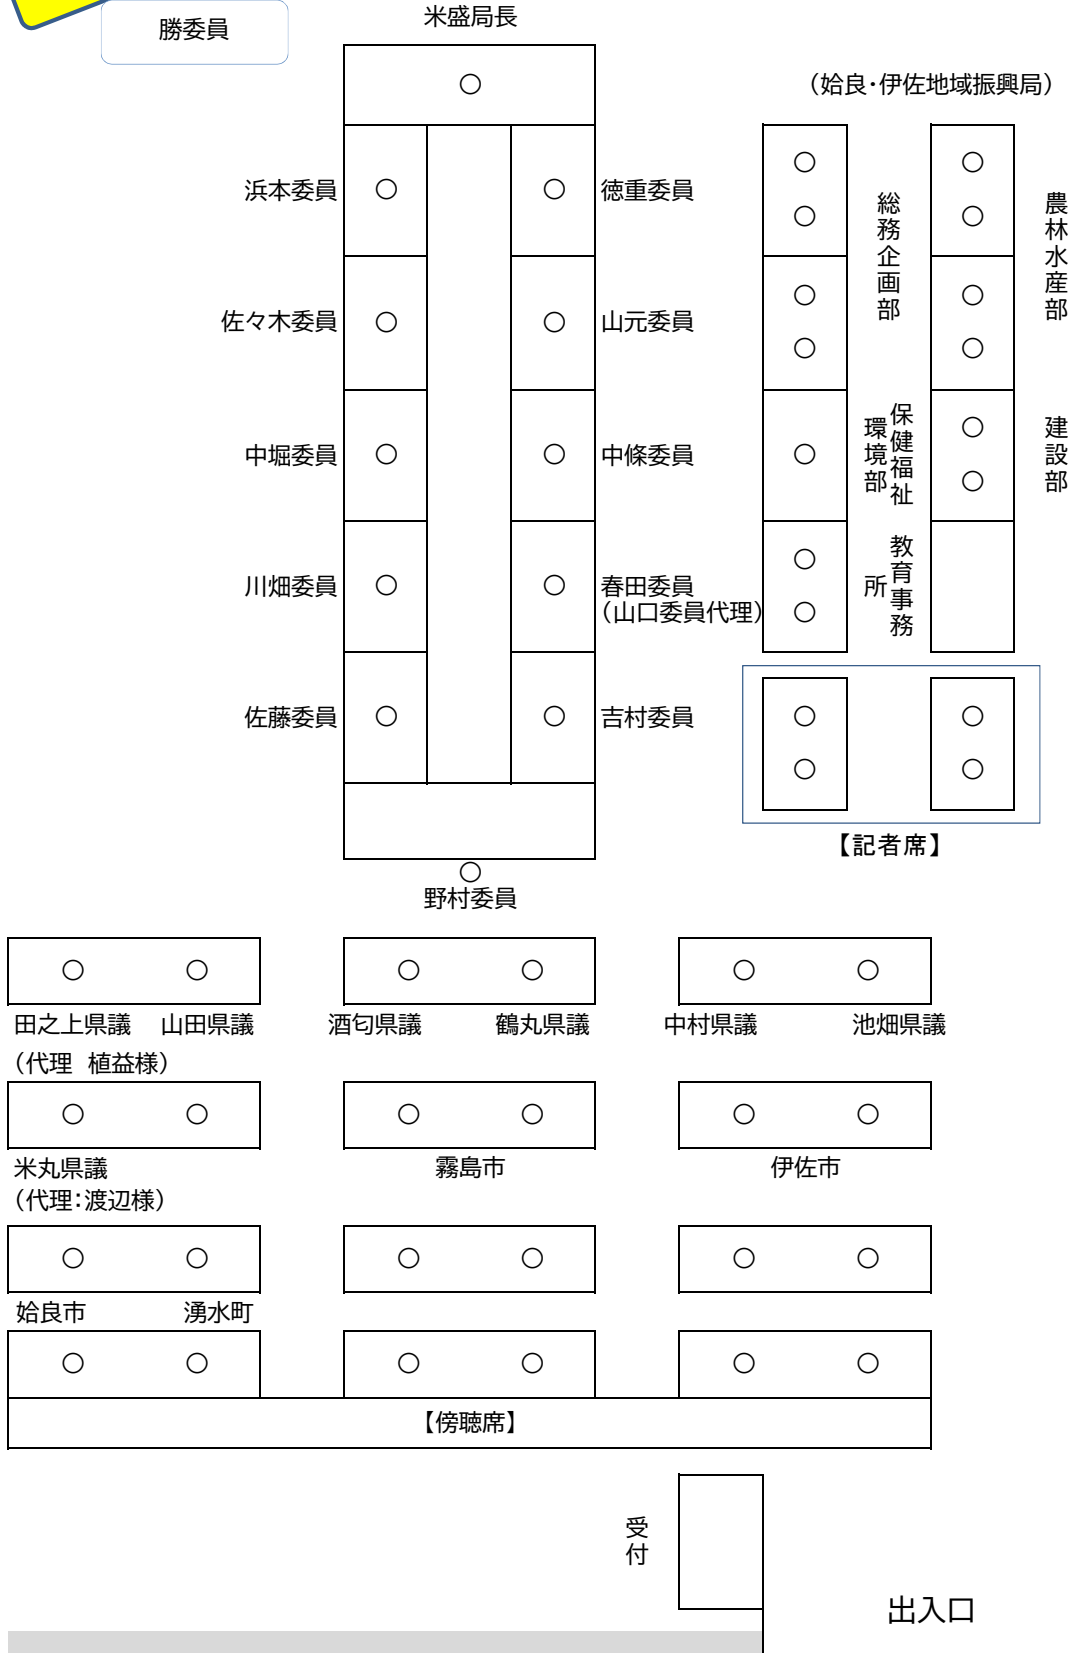 勝委員
米盛局長
（姶良・伊佐地域振興局）
浜本委員
徳重委員
総務企画部
農林水産部
佐々木委員
山元委員
中堀委員
中條委員
保健福祉
環境部
建設部
川畑委員
春田委員
（山口委員代理）
教育事務
所
佐藤委員
吉村委員
【記者席】
野村委員
田之上県議 山田県議 酒匂県議 鶴丸県議 中村県議 池畑県議
（代理　植益様）
米丸県議 霧島市 伊佐市
（代理：渡辺様）
姶良市 湧水町
【傍聴席】
受付
出入口